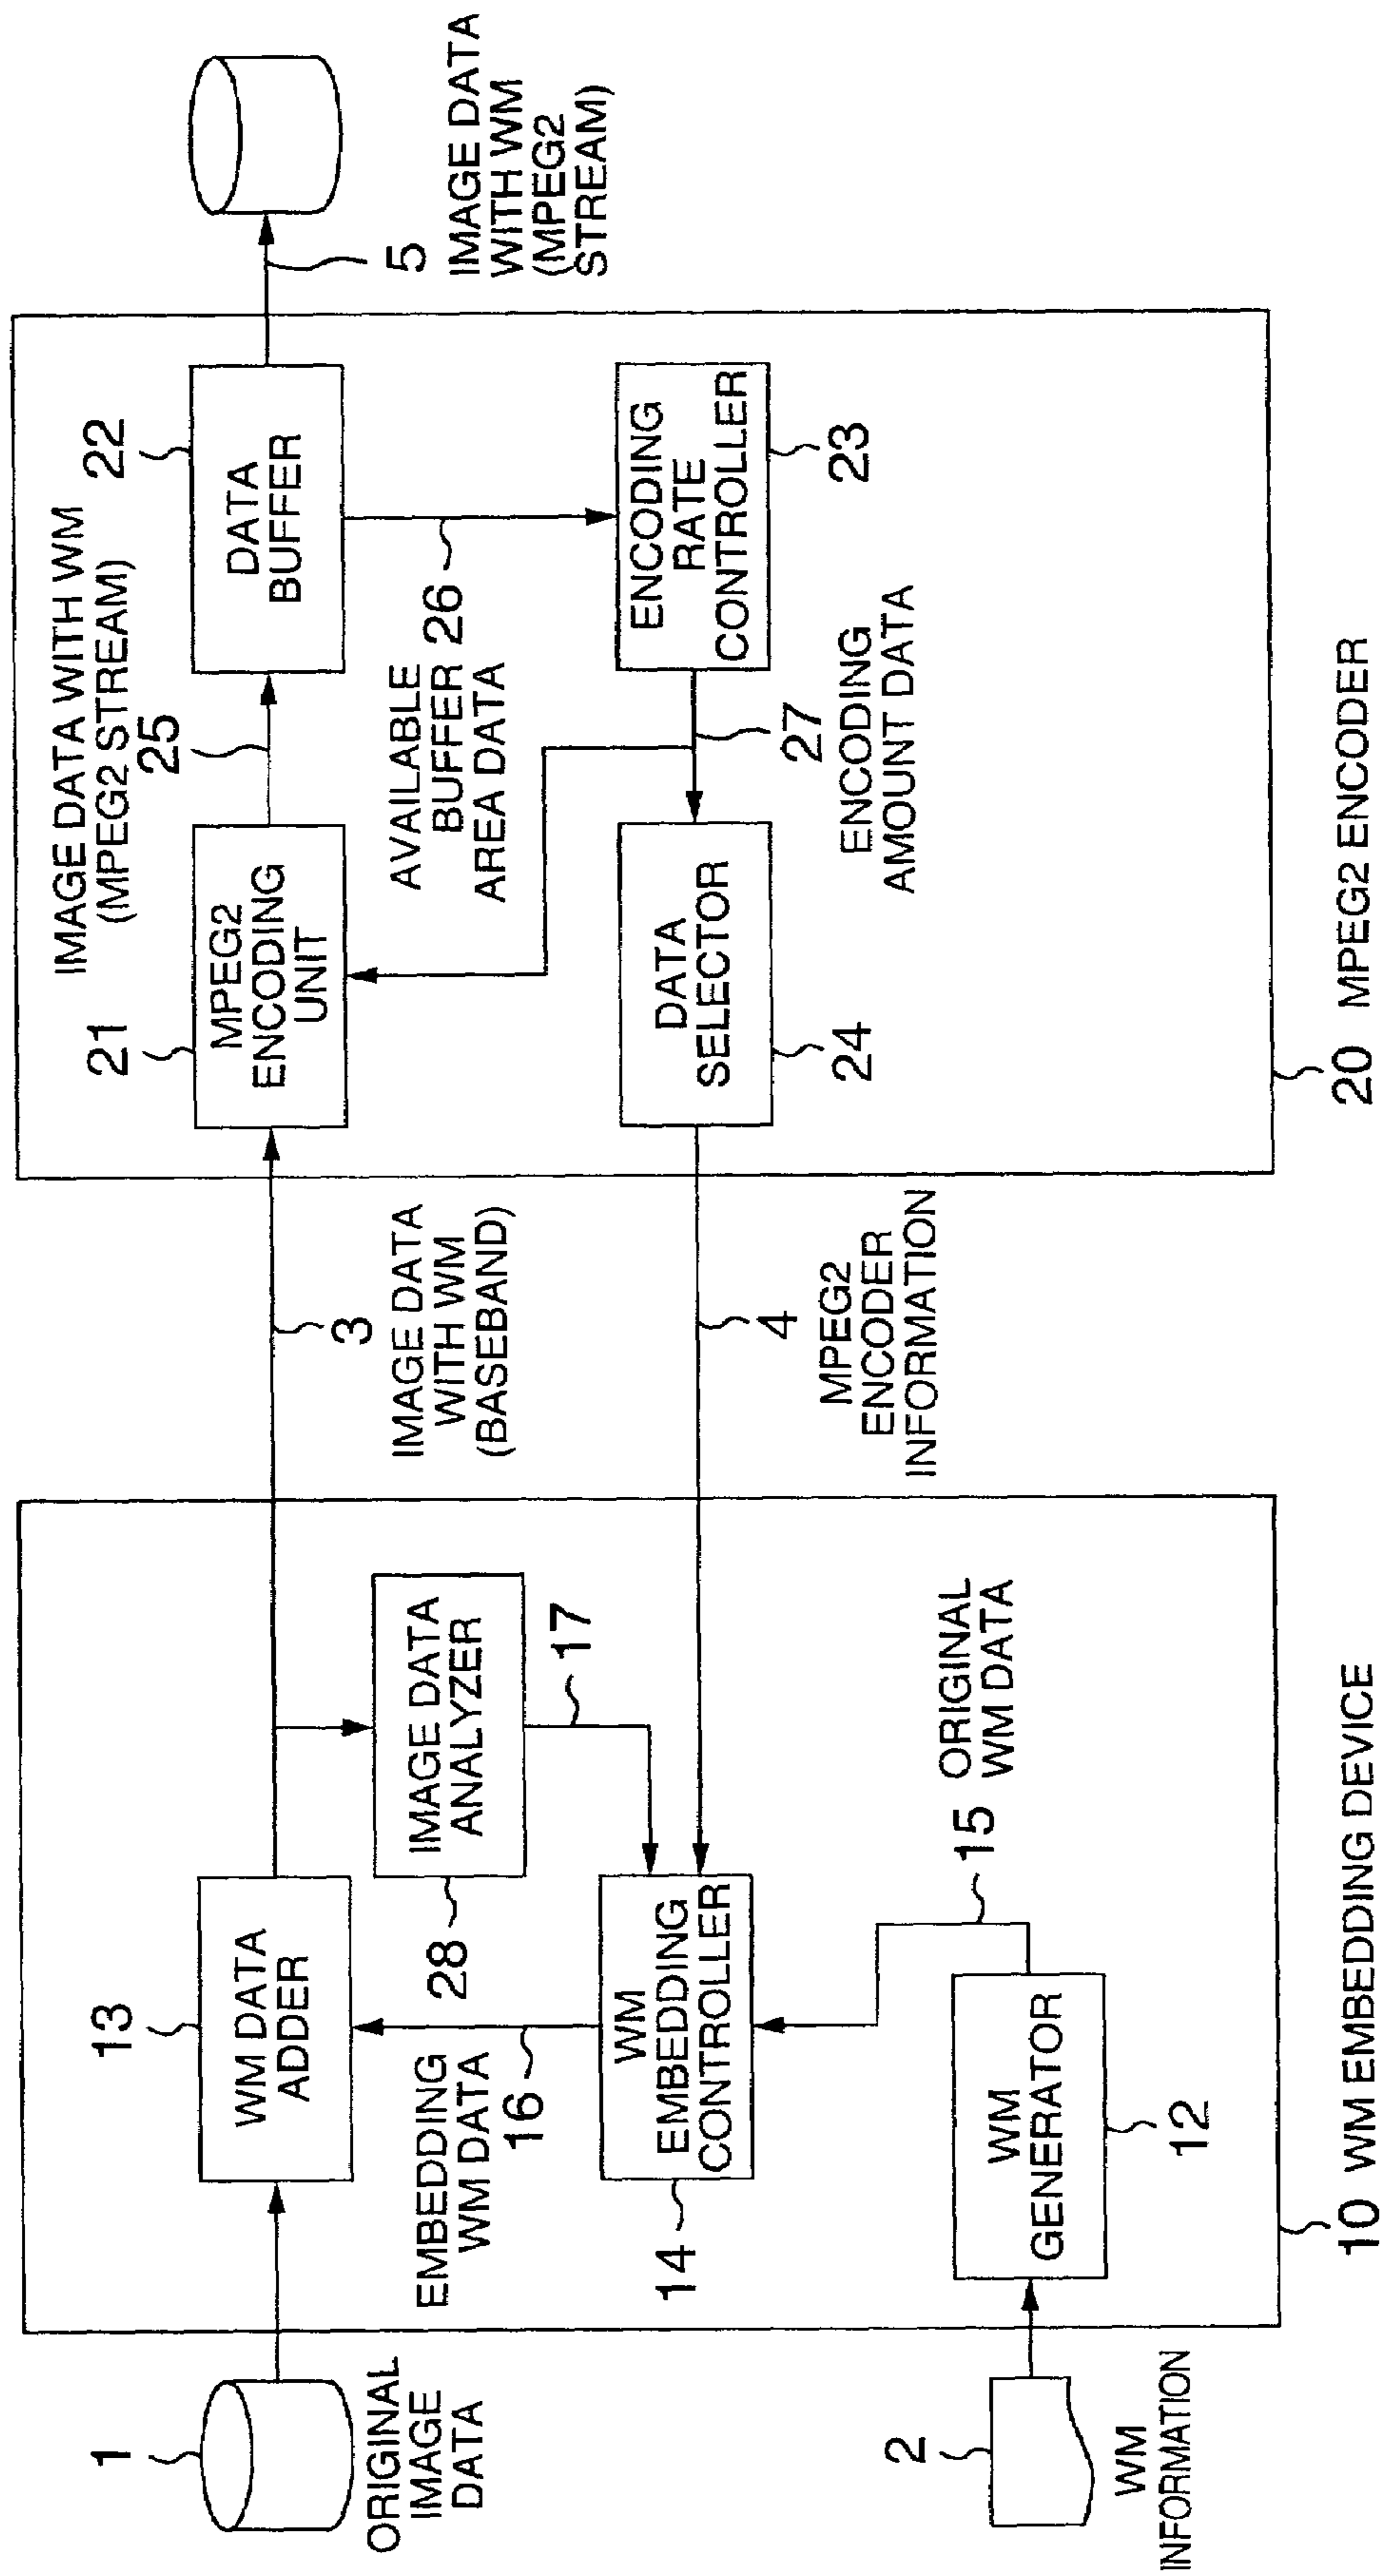 1
ORIGINAL
IMAGE
DATA
2
WM
INFORMATION
13
WM DATA
ADDER
EMBEDDING
WM DATA
16
28
IMAGE DATA
ANALYZER
17
14
WM
EMBEDDING
CONTROLLER
15
ORIGINAL
WM DATA
WM
GENERATOR
12
10 WM EMBEDDING DEVICE
3
IMAGE DATA
WITH WM
(BASEBAND)
4
MPEG2
ENCODER
INFORMATION
21
MPEG2
ENCODING
UNIT
IMAGE DATA WITH WM
(MPEG2 STREAM)
25
22
DATA
BUFFER
AVAILABLE
BUFFER
AREA DATA
26
ENCODING
RATE
CONTROLLER
23
27
ENCODING
AMOUNT DATA
DATA
SELECTOR
24
20 MPEG2 ENCODER
5
IMAGE DATA
WITH WM
(MPEG2
STREAM)